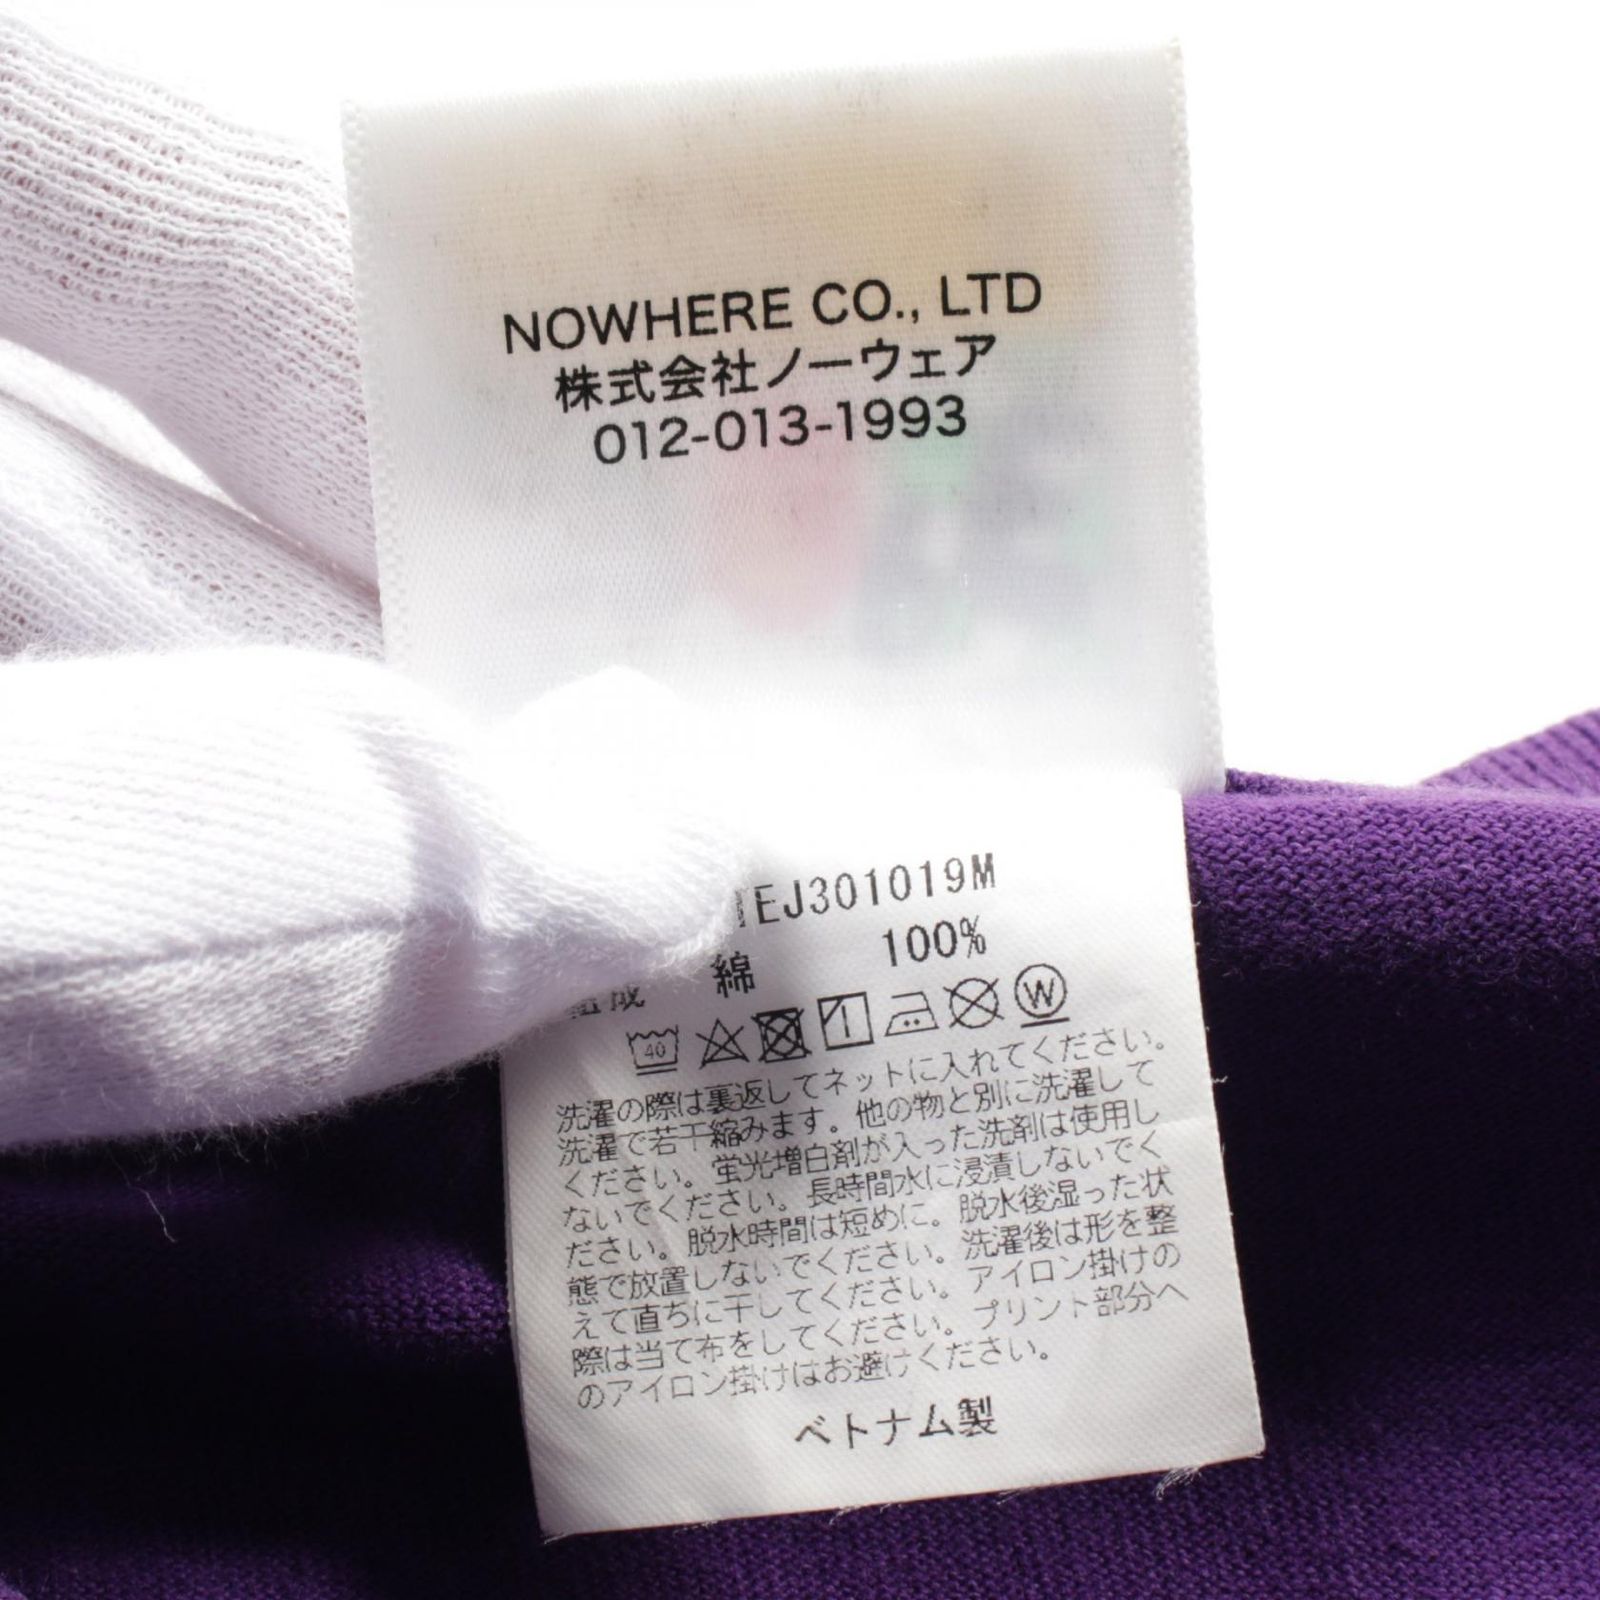 NOWHERE CO., LTD
株式会社ノーウェア
012-013-1993
EJ301019M
組成 綿 100%
40 W
洗濯の際は裏返してネットに入れてください。
洗濯で若干縮みます。他の物と別に洗濯して
ください。蛍光増白剤が入った洗剤は使用し
ないでください。長時間水に浸漬しないでく
ださい。脱水時間は短めに。脱水後湿った状
態で放置しないでください。洗濯後は形を整
えて直ちに干してください。アイロン掛けの
際は当て布をしてください。プリント部分へ
のアイロン掛けはお避けください。
ベトナム製